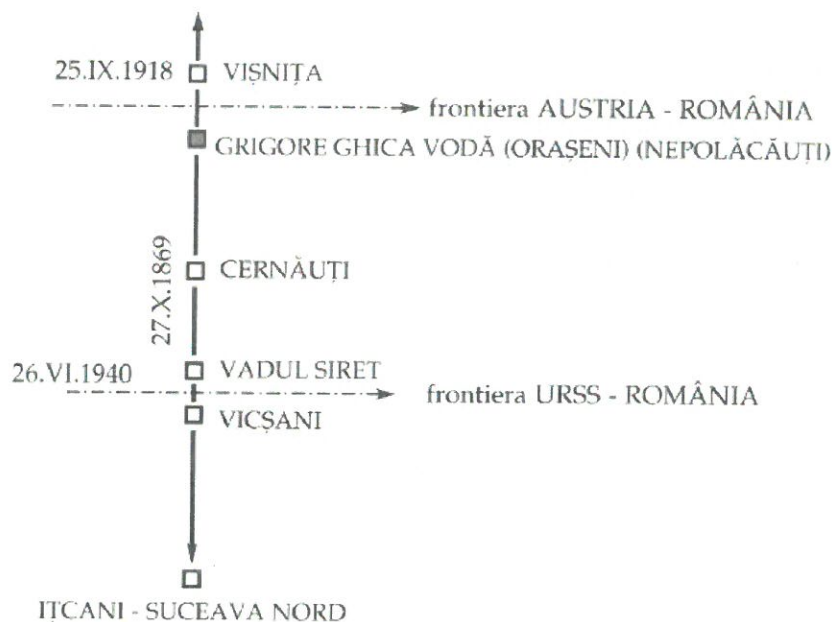 25.IX.1918 VIȘNIȚA
frontiera AUSTRIA - ROMÂNIA
GRIGORE GHICA VODĂ (ORAȘENI) (NEPOLĂCĂUȚI)
27.X.1869
CERNĂUȚI
26.VI.1940
VADUL SIRET
frontiera URSS - ROMÂNIA
VICȘANI
IȚCANI - SUCEAVA NORD